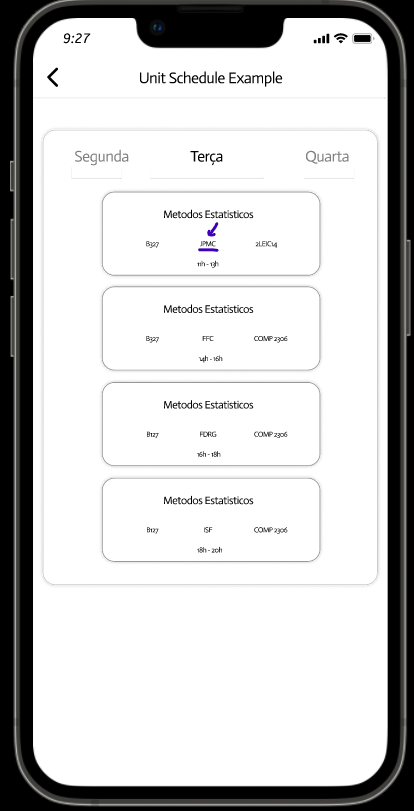 9:27
Unit Schedule Example
Segunda Terça Quarta
Metodos Estatisticos
B327 JPMC 2LEIC14
11h - 13h
Metodos Estatisticos
B327 FFC COMP 2306
14h - 16h
Metodos Estatisticos
B127 FDRG COMP 2306
16h - 18h
Metodos Estatisticos
B127 ISF COMP 2306
18h - 20h